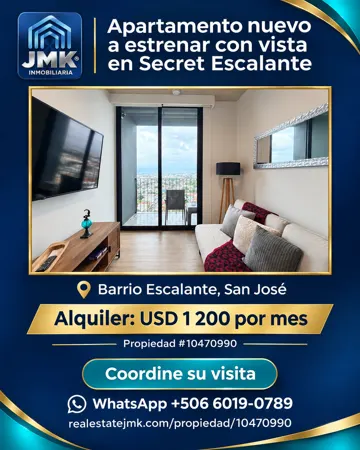 JMK
INMOBILIARIA
Apartamento nuevo
a estrenar con vista
en Secret Escalante
Barrio Escalante, San José
Alquiler: USD 1 200 por mes
Propiedad #10470990
Coordine su visita
WhatsApp +506 6019-0789
realestatejmk.com/propiedad/10470990